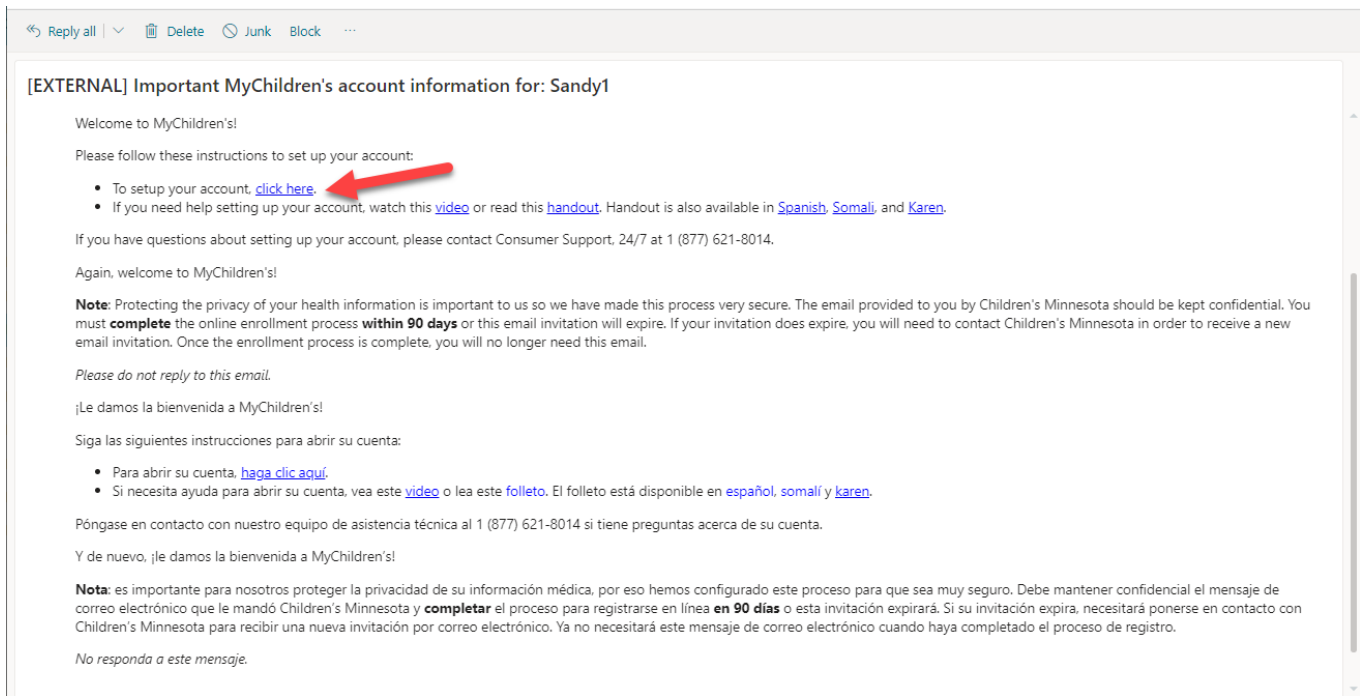 Reply all Delete Junk Block ...
[EXTERNAL] Important MyChildren's account information for: Sandy1
Welcome to MyChildren's!
Please follow these instructions to set up your account:
• To setup your account, click here.
• If you need help setting up your account, watch this video or read this handout. Handout is also available in Spanish, Somali, and Karen.
If you have questions about setting up your account, please contact Consumer Support, 24/7 at 1 (877) 621-8014.
Again, welcome to MyChildren's!
Note: Protecting the privacy of your health information is important to us so we have made this process very secure. The email provided to you by Children's Minnesota should be kept confidential. You
must complete the online enrollment process within 90 days or this email invitation will expire. If your invitation does expire, you will need to contact Children's Minnesota in order to receive a new
email invitation. Once the enrollment process is complete, you will no longer need this email.
Please do not reply to this email.
¡Le damos la bienvenida a MyChildren's!
Siga las siguientes instrucciones para abrir su cuenta:
• Para abrir su cuenta, haga clic aquí.
• Si necesita ayuda para abrir su cuenta, vea este video o lea este folleto. El folleto está disponible en español, somalí y karen.
Póngase en contacto con nuestro equipo de asistencia técnica al 1 (877) 621-8014 si tiene preguntas acerca de su cuenta.
Y de nuevo, ¡le damos la bienvenida a MyChildren's!
Nota: es importante para nosotros proteger la privacidad de su información médica, por eso hemos configurado este proceso para que sea muy seguro. Debe mantener confidencial el mensaje de
correo electrónico que le mandó Children's Minnesota y completar el proceso para registrarse en línea en 90 días o esta invitación expirará. Si su invitación expira, necesitará ponerse en contacto con
Children's Minnesota para recibir una nueva invitación por correo electrónico. Ya no necesitará este mensaje de correo electrónico cuando haya completado el proceso de registro.
No responda a este mensaje.